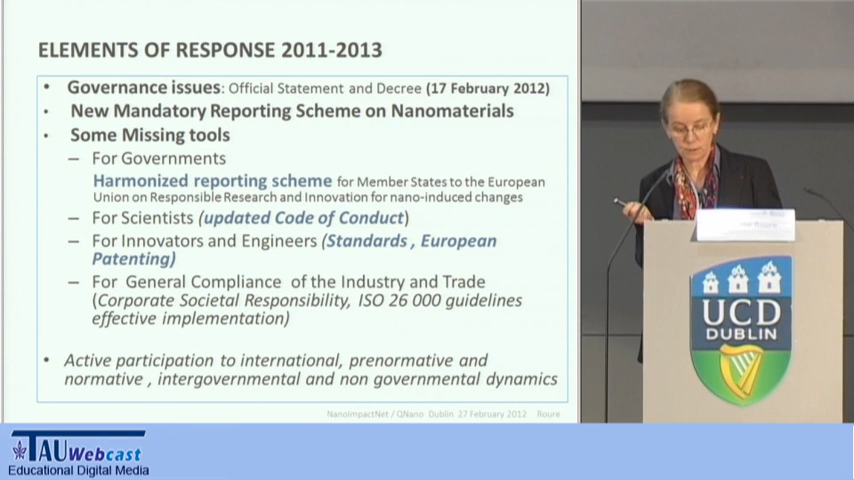 ELEMENTS OF RESPONSE 2011-2013
• Governance issues: Official Statement and Decree (17 February 2012)
• New Mandatory Reporting Scheme on Nanomaterials
• Some Missing tools
– For Governments
Harmonized reporting scheme for Member States to the European
Union on Responsible Research and Innovation for nano-induced changes
– For Scientists (updated Code of Conduct)
– For Innovators and Engineers (Standards , European
Patenting)
– For General Compliance of the Industry and Trade
(Corporate Societal Responsibility, ISO 26 000 guidelines
effective implementation)
• Active participation to international, prenormative and
normative , intergovernmental and non governmental dynamics
NanoImpactNet / QNano Dublin 27 February 2012 Roure
UCD
DUBLIN
TAU Webcast
Educational Digital Media